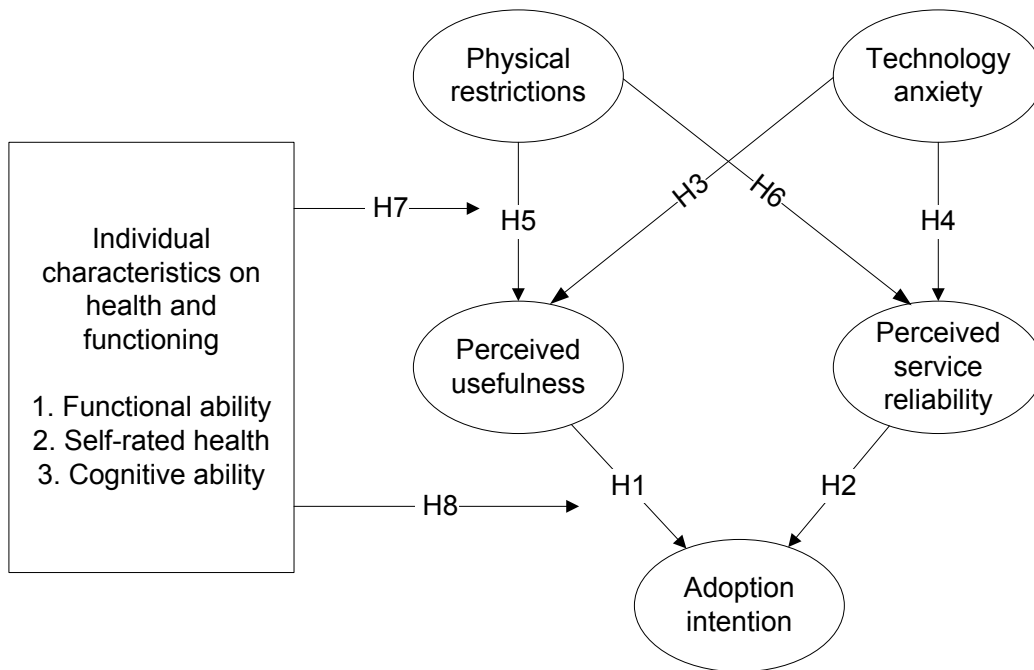 Physical
restrictions
Technology
anxiety
Individual
characteristics on
health and
functioning
1. Functional ability
2. Self-rated health
3. Cognitive ability
H7
H5
H3
H6
H4
Perceived
usefulness
Perceived
service
reliability
H8
H1
H2
Adoption
intention